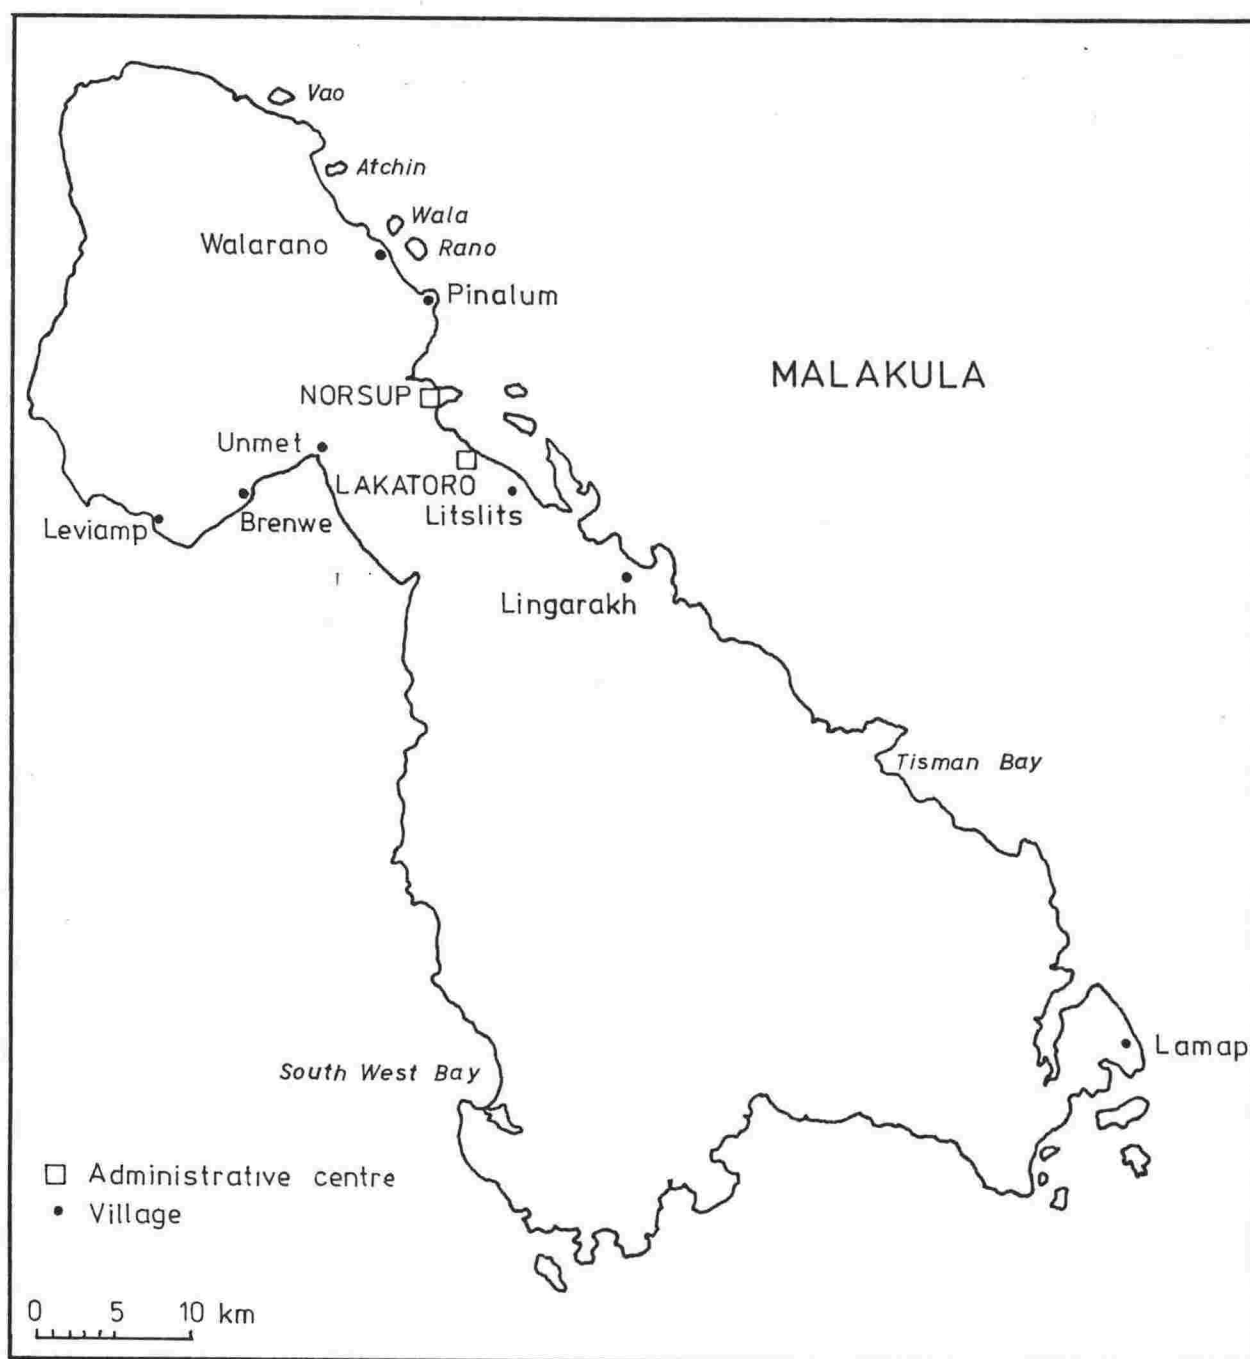 Vao
Atchin
Wala
Walarano
Rano
Pinalum
MALAKULA
NORSUP
Unmet
LAKATORO
Litslits
Brenwe
Leviamp
Lingarakh
Tisman Bay
Lamap
South West Bay
Administrative centre
Village
0 5 10 km